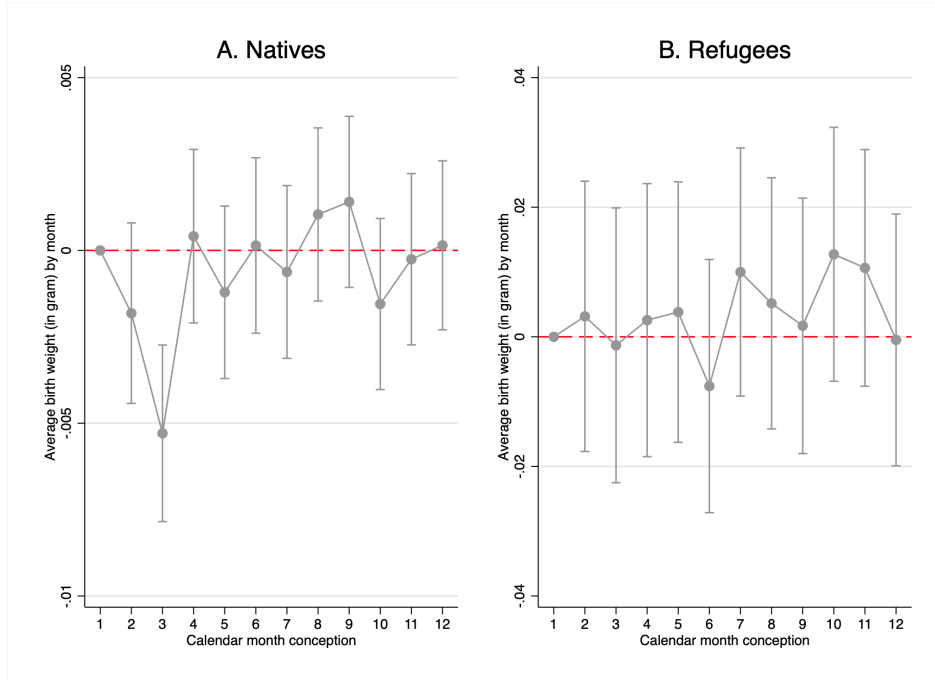 A. Natives
Average birth weight (in gram) by month
.005
0
-.005
-.01
1 2 3 4 5 6 7 8 9 10 11 12
Calendar month conception
B. Refugees
Average birth weight (in gram) by month
.04
.02
0
-.02
-.04
1 2 3 4 5 6 7 8 9 10 11 12
Calendar month conception